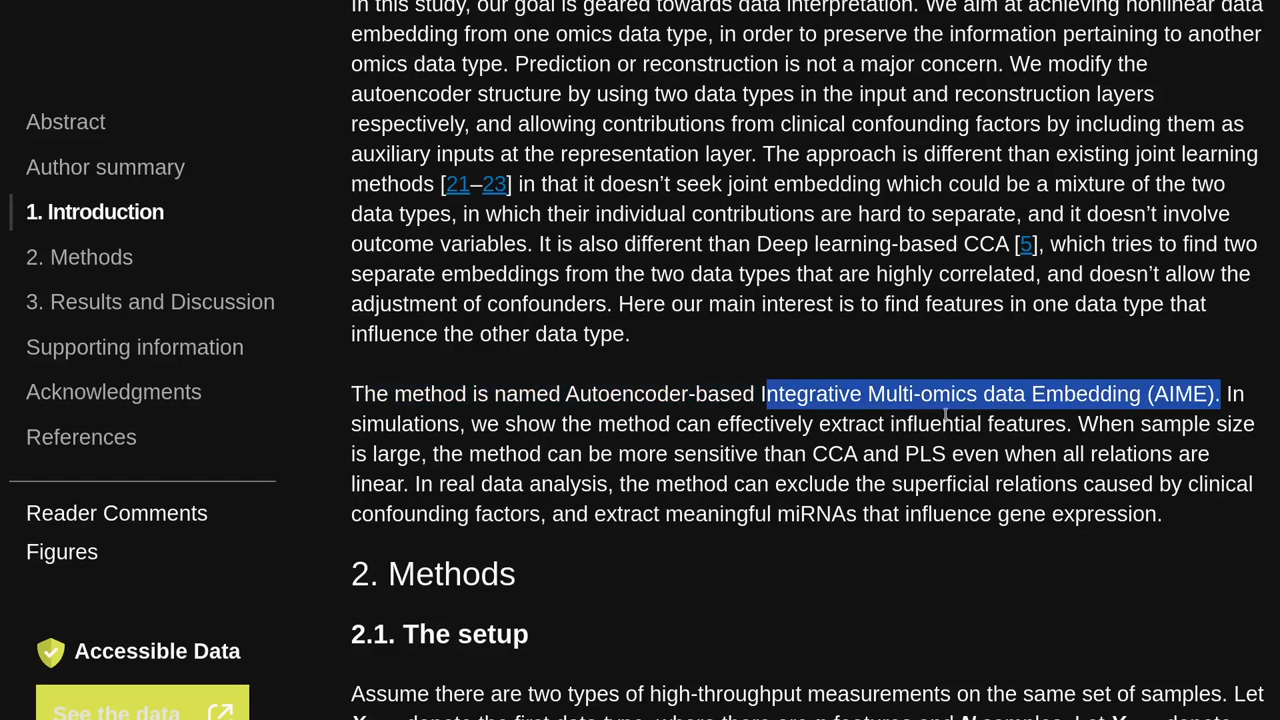 In this study, our goal is geared towards data interpretation. We aim at achieving nonlinear data
embedding from one omics data type, in order to preserve the information pertaining to another
omics data type. Prediction or reconstruction is not a major concern. We modify the
autoencoder structure by using two data types in the input and reconstruction layers
respectively, and allowing contributions from clinical confounding factors by including them as
auxiliary inputs at the representation layer. The approach is different than existing joint learning
methods [21–23] in that it doesn’t seek joint embedding which could be a mixture of the two
data types, in which their individual contributions are hard to separate, and it doesn’t involve
outcome variables. It is also different than Deep learning-based CCA [5], which tries to find two
separate embeddings from the two data types that are highly correlated, and doesn’t allow the
adjustment of confounders. Here our main interest is to find features in one data type that
influence the other data type.
The method is named Autoencoder-based Integrative Multi-omics data Embedding (AIME). In
simulations, we show the method can effectively extract influential features. When sample size
is large, the method can be more sensitive than CCA and PLS even when all relations are
linear. In real data analysis, the method can exclude the superficial relations caused by clinical
confounding factors, and extract meaningful miRNAs that influence gene expression.
2. Methods
2.1. The setup
Assume there are two types of high-throughput measurements on the same set of samples. Let
denote the first data type, where there are p features and N samples. Let
Abstract
Author summary
1. Introduction
2. Methods
3. Results and Discussion
Supporting information
Acknowledgments
References
Reader Comments
Figures
Accessible Data
See the data